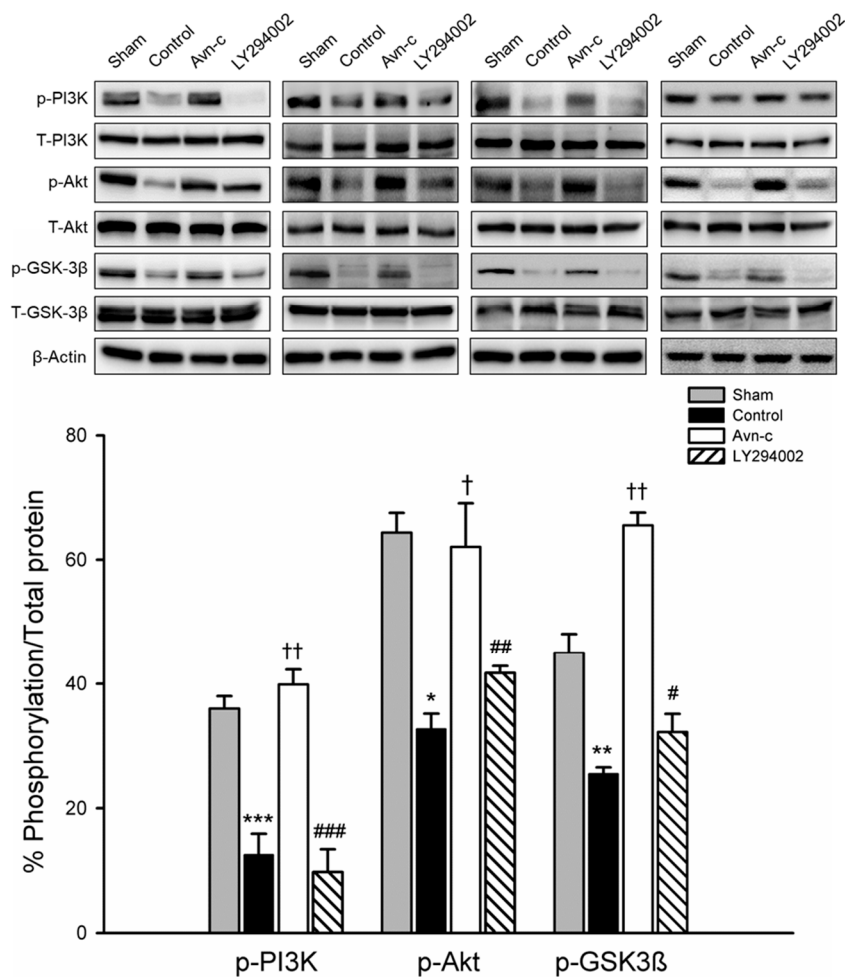 Sham Control Avn-c LY294002 Sham Control Avn-c LY294002 Sham Control Avn-c LY294002 Sham Control Avn-c LY294002
p-PI3K
T-PI3K
p-Akt
T-Akt
p-GSK-3β
T-GSK-3β
β-Actin
Sham
Control
Avn-c
LY294002
% Phosphorylation/Total protein
80
60
40
20
0
*** †† ###
* † ##
** †† #
p-PI3K p-Akt p-GSK3ß